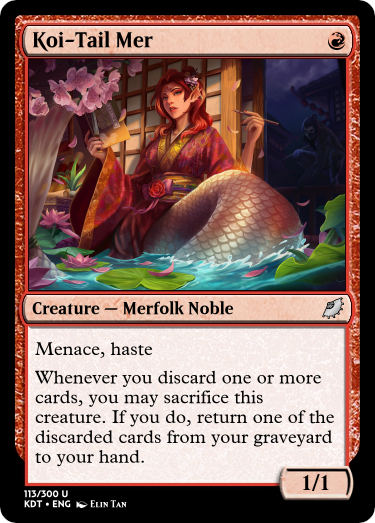 Koi-Tail Mer
Creature — Merfolk Noble
Menace, haste
Whenever you discard one or more
cards, you may sacrifice this
creature. If you do, return one of the
discarded cards from your graveyard
to your hand.
1/1
113/300 U
KDT • ENG Elin Tan